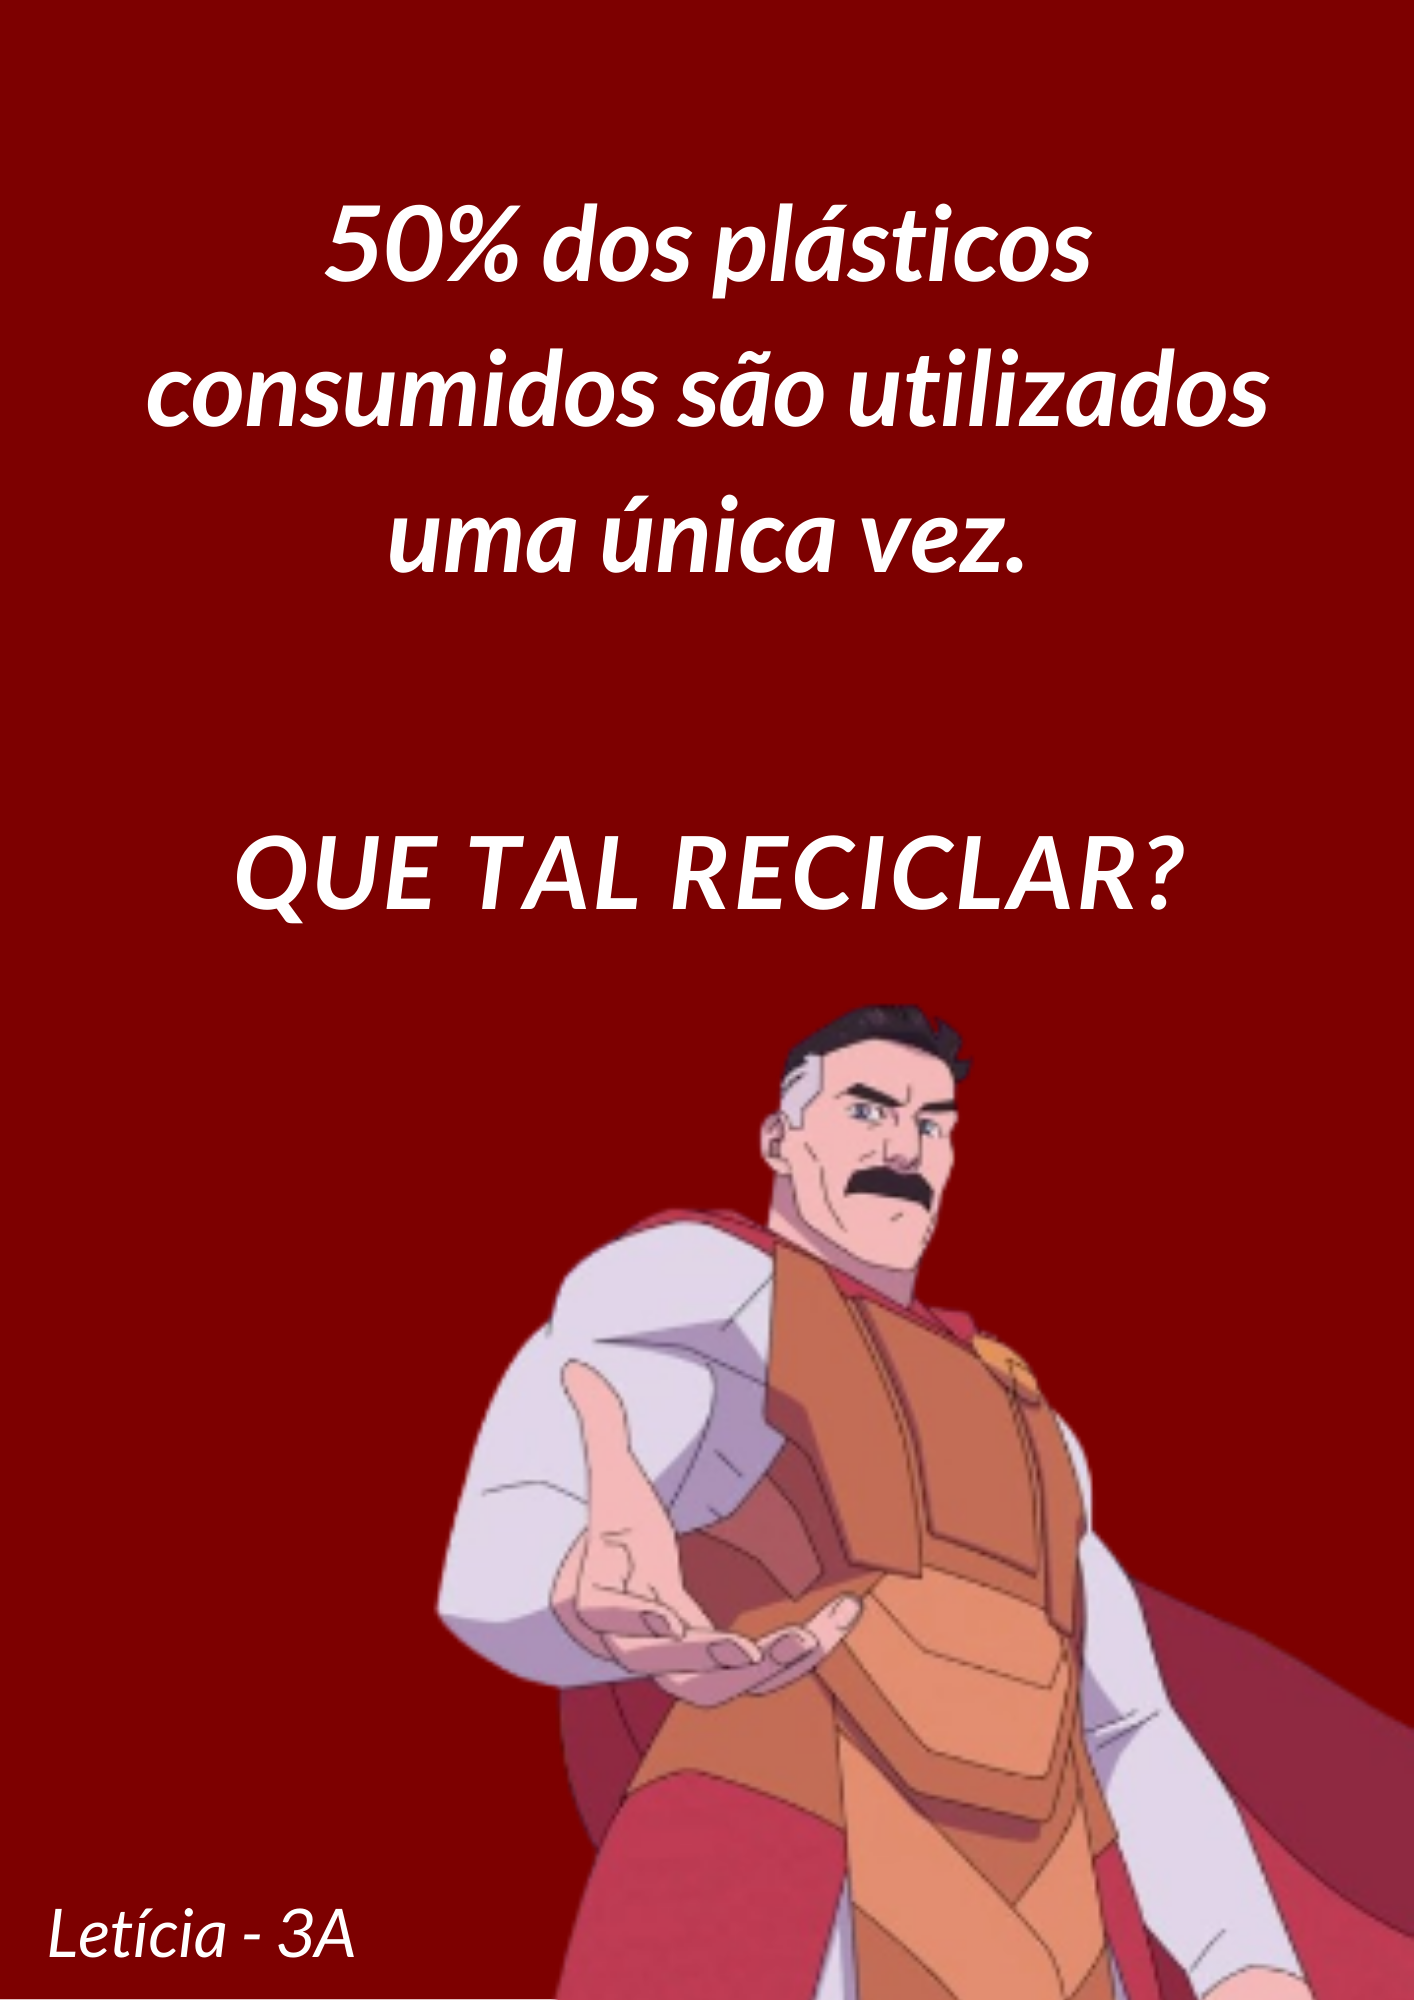 50% dos plásticos
consumidos são utilizados
uma única vez.
QUE TAL RECICLAR?
Letícia - 3A